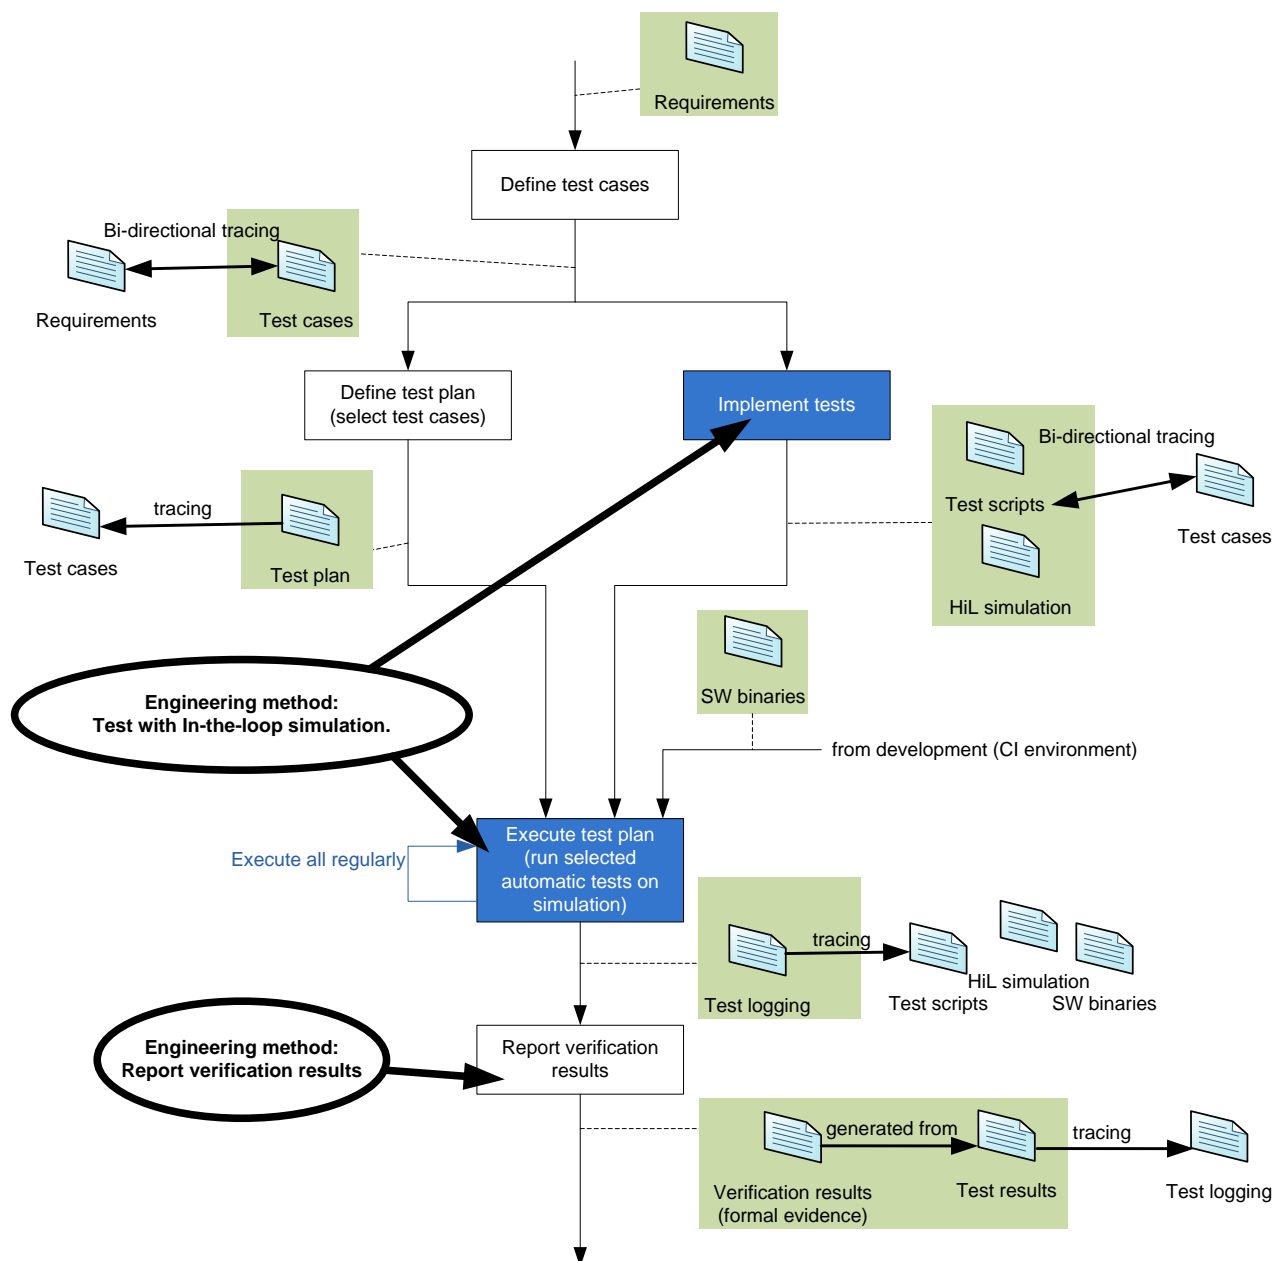 Requirements
Define test cases
Bi-directional tracing
Requirements
Test cases
Define test plan
(select test cases)
Implement tests
Bi-directional tracing
Test scripts
Test cases
HiL simulation
tracing
Test cases
Test plan
SW binaries
Engineering method:
Test with In-the-loop simulation.
from development (CI environment)
Execute test plan
(run selected
automatic tests on
simulation)
Execute all regularly
tracing
Test logging
Test scripts
HiL simulation
SW binaries
Engineering method:
Report verification results
Report verification
results
generated from
tracing
Verification results
(formal evidence)
Test results
Test logging